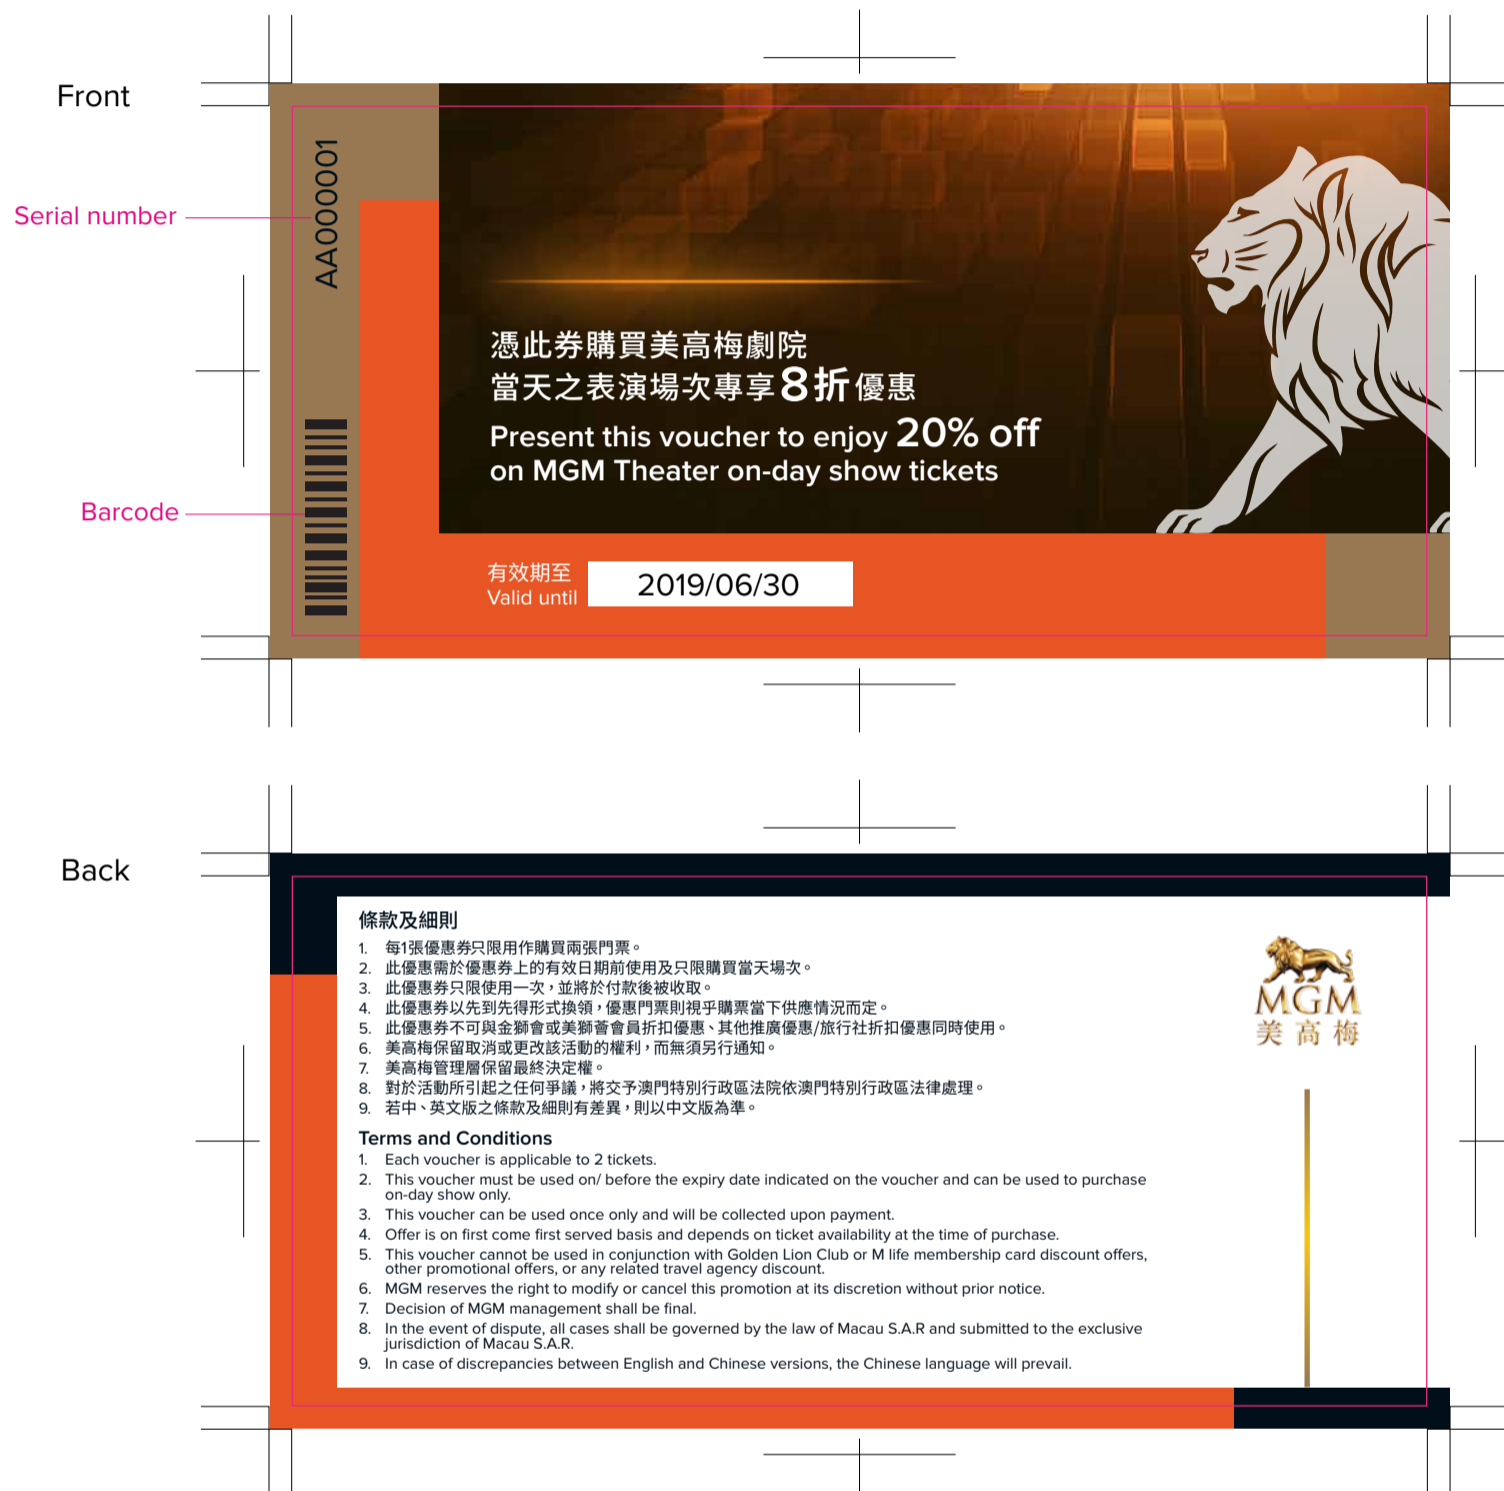 Front
Serial number
AA000001
Barcode
憑此券購買美高梅劇院
當天之表演場次專享8折優惠
Present this voucher to enjoy 20% off
on MGM Theater on-day show tickets
有效期至
Valid until
2019/06/30
Back
條款及細則
1. 每1張優惠券只限用作購買兩張門票。
2. 此優惠需於優惠券上的有效日期前使用及只限購買當天場次。
3. 此優惠券只限使用一次，並將於付款後被收取。
4. 此優惠券以先到先得形式換領，優惠門票則視乎購票當下供應情況而定。
5. 此優惠券不可與金獅會或美獅薈會員折扣優惠、其他推廣優惠/旅行社折扣優惠同時使用。
6. 美高梅保留取消或更改該活動的權利，而無須另行通知。
7. 美高梅管理層保留最終決定權。
8. 對於活動所引起之任何爭議，將交予澳門特別行政區法院依澳門特別行政區法律處理。
9. 若中、英文版之條款及細則有差異，則以中文版為準。
Terms and Conditions
1. Each voucher is applicable to 2 tickets.
2. This voucher must be used on/ before the expiry date indicated on the voucher and can be used to purchase
on-day show only.
3. This voucher can be used once only and will be collected upon payment.
4. Offer is on first come first served basis and depends on ticket availability at the time of purchase.
5. This voucher cannot be used in conjunction with Golden Lion Club or M life membership card discount offers,
other promotional offers, or any related travel agency discount.
6. MGM reserves the right to modify or cancel this promotion at its discretion without prior notice.
7. Decision of MGM management shall be final.
8. In the event of dispute, all cases shall be governed by the law of Macau S.A.R and submitted to the exclusive
jurisdiction of Macau S.A.R.
9. In case of discrepancies between English and Chinese versions, the Chinese language will prevail.
MGM
美高梅